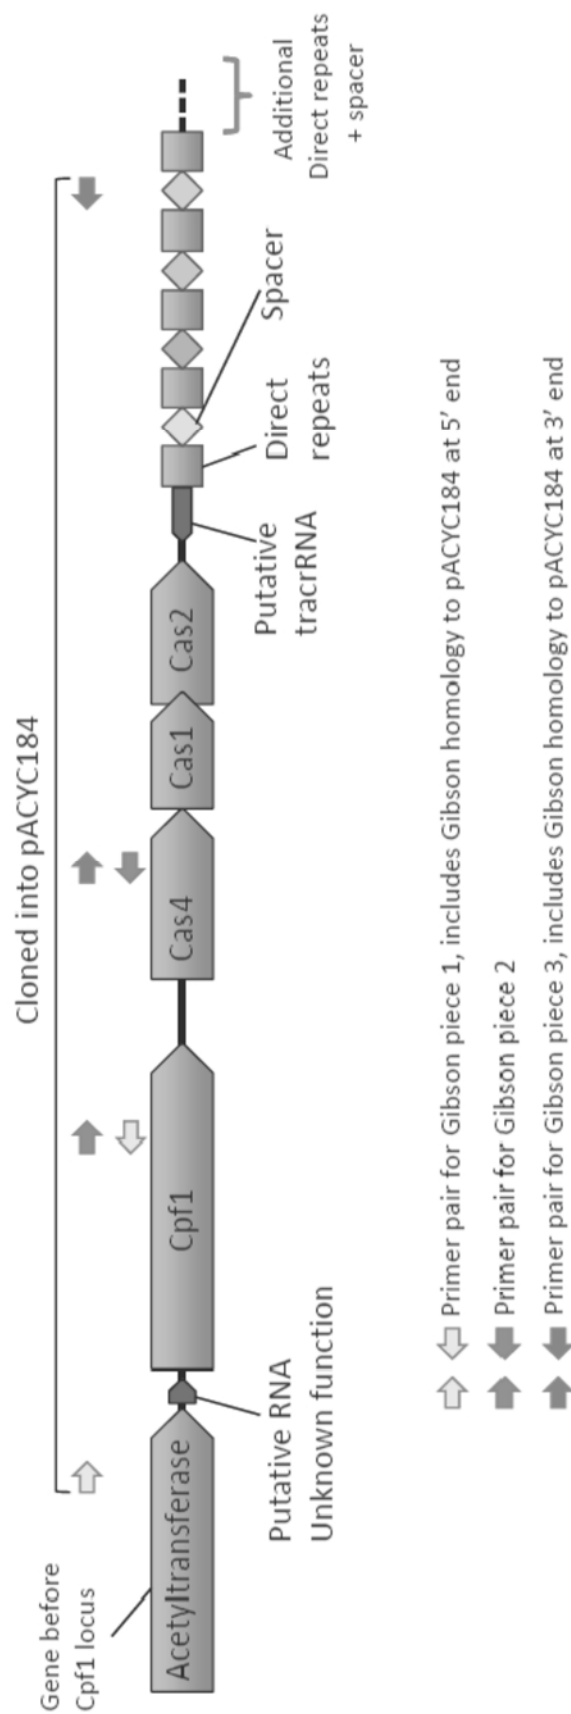 Cloned into pACYC184
Gene before
Cpf1 locus
Acetyltransferase
Cpf1
Cas4
Cas1
Cas2
Putative RNA
Unknown function
Putative
tracrRNA
Direct
repeats
Spacer
Additional
Direct repeats
+ spacer
Primer pair for Gibson piece 1, includes Gibson homology to pACYC184 at 5' end
Primer pair for Gibson piece 2
Primer pair for Gibson piece 3, includes Gibson homology to pACYC184 at 3' end